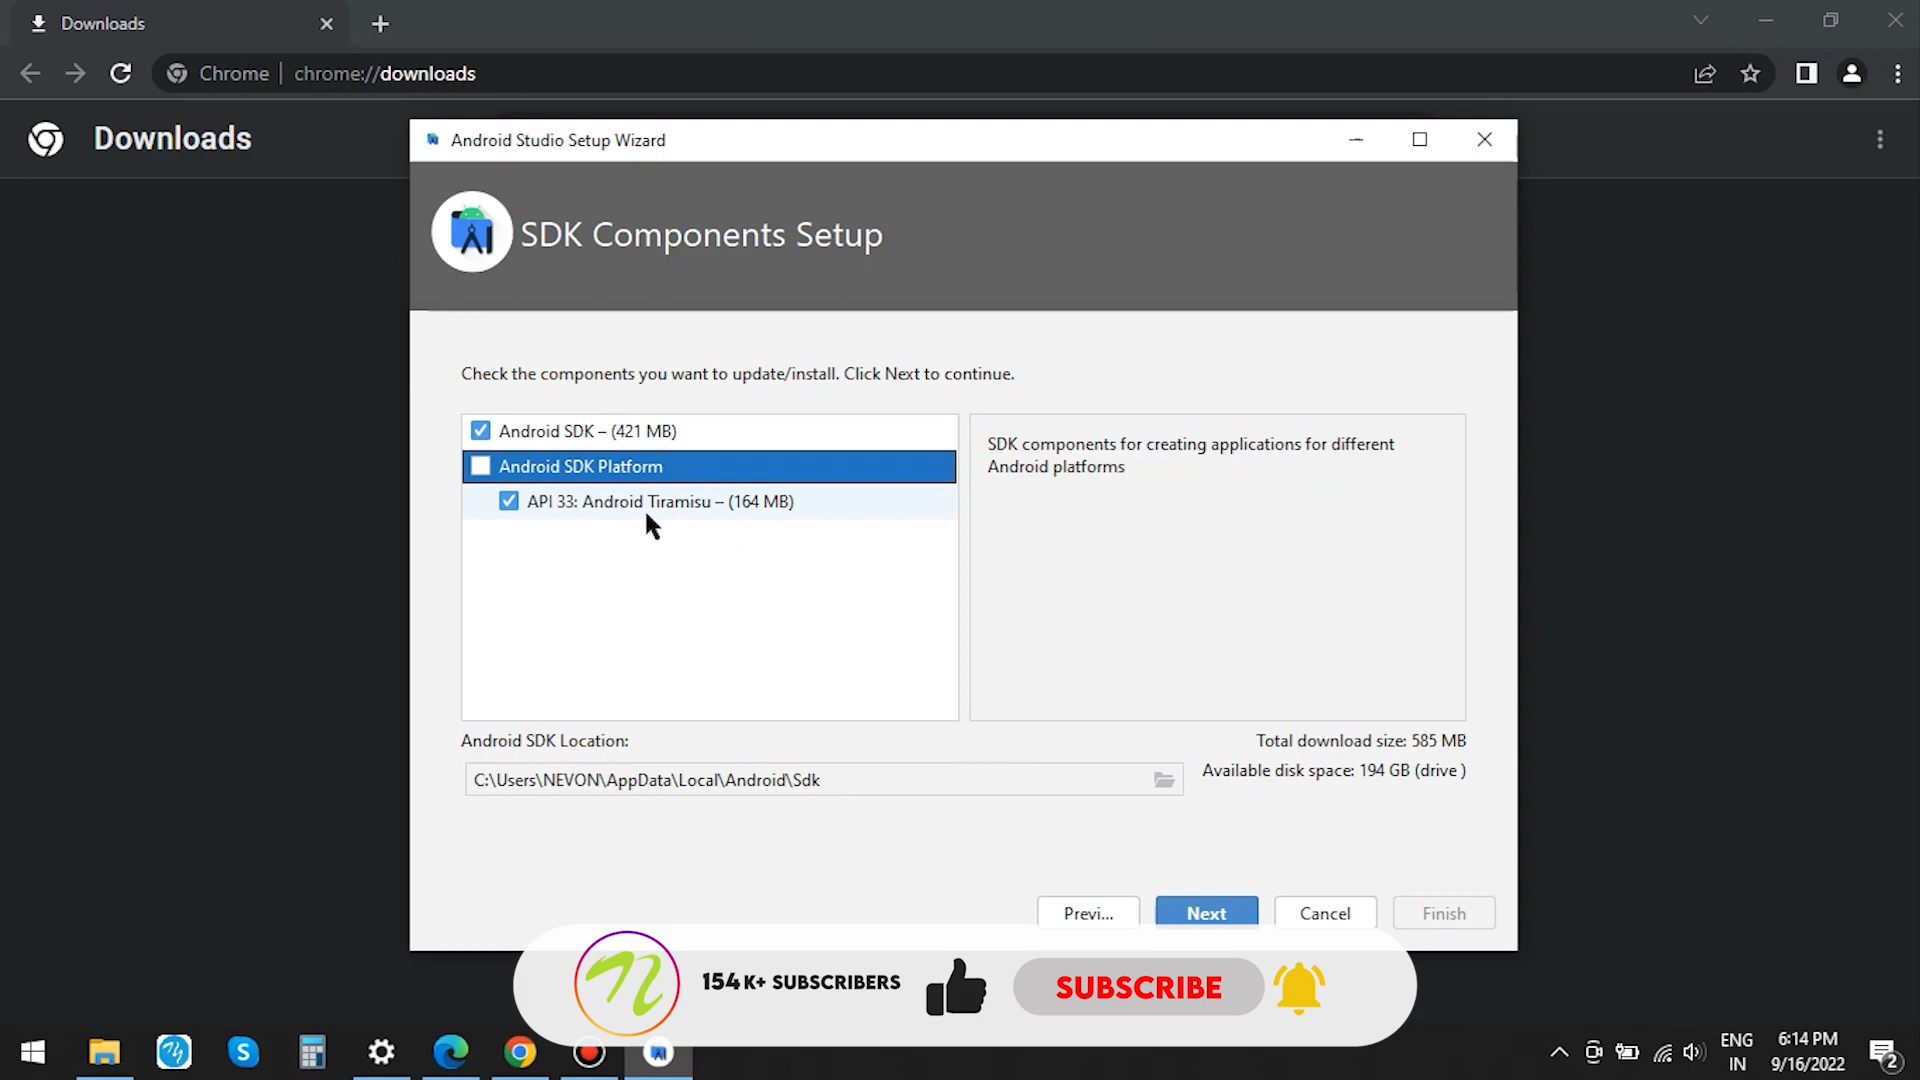 Downloads
Chrome
chrome://downloads
Downloads
Android Studio Setup Wizard
SDK Components Setup
Check the components you want to update/install. Click Next to continue.
Android SDK – (421 MB)
Android SDK Platform
API 33: Android Tiramisu – (164 MB)
SDK components for creating applications for different
Android platforms
Android SDK Location:
C:\Users\NEVON\AppData\Local\Android\Sdk
Total download size: 585 MB
Available disk space: 194 GB (drive )
Previ...
Next
Cancel
Finish
154K+ SUBSCRIBERS
SUBSCRIBE
ENG
IN
6:14 PM
9/16/2022
2